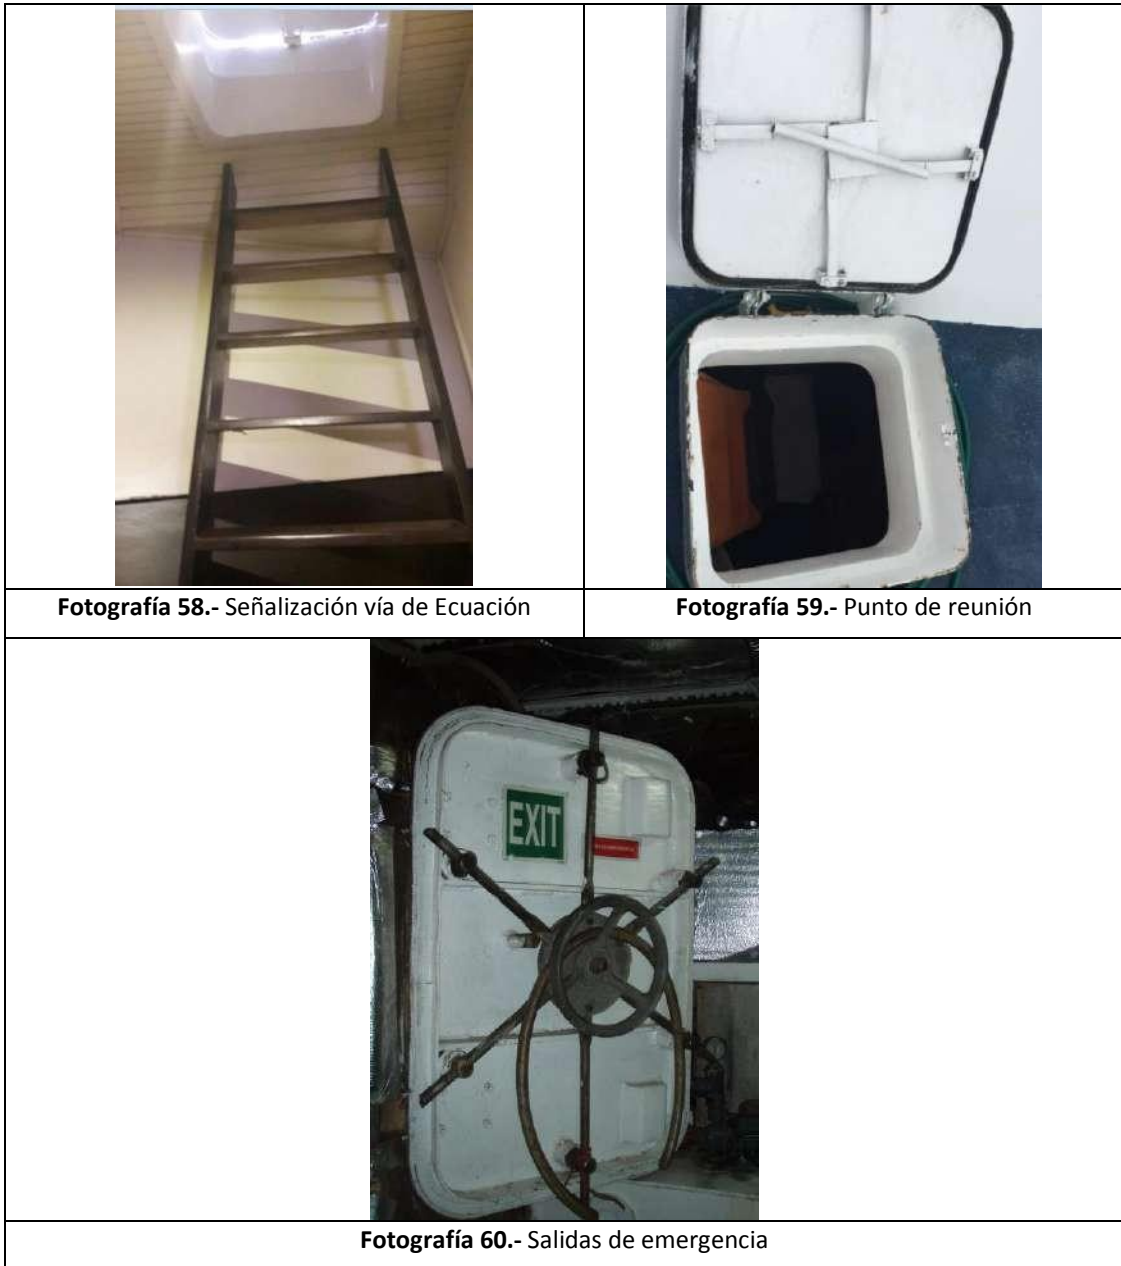 Fotografía 58.- Señalización vía de Ecuación
Fotografía 59.- Punto de reunión
EXIT
Fotografía 60.- Salidas de emergencia